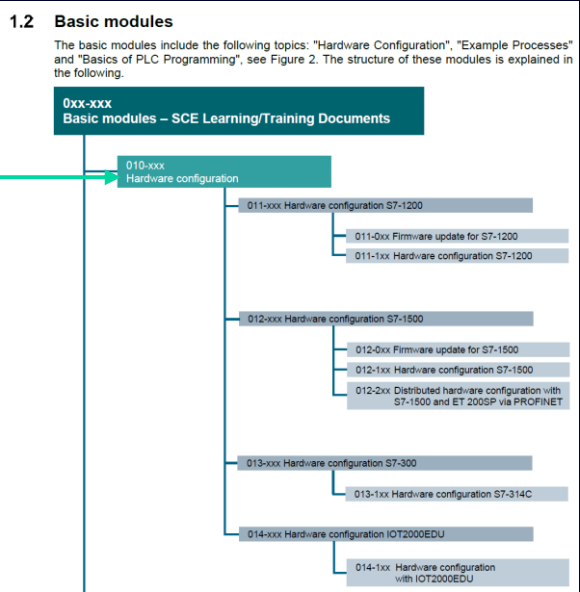 1.2 Basic modules
The basic modules include the following topics: "Hardware Configuration", "Example Processes"
and "Basics of PLC Programming", see Figure 2. The structure of these modules is explained in
the following.
0xx-xxx
Basic modules – SCE Learning/Training Documents
010-xxx
Hardware configuration
011-xxx Hardware configuration S7-1200
011-0xx Firmware update for S7-1200
011-1xx Hardware configuration S7-1200
012-xxx Hardware configuration S7-1500
012-0xx Firmware update for S7-1500
012-1xx Hardware configuration S7-1500
012-2xx Distributed hardware configuration with
S7-1500 and ET 200SP via PROFINET
013-xxx Hardware configuration S7-300
013-1xx Hardware configuration S7-314C
014-xxx Hardware configuration IOT2000EDU
014-1xx Hardware configuration
with IOT2000EDU